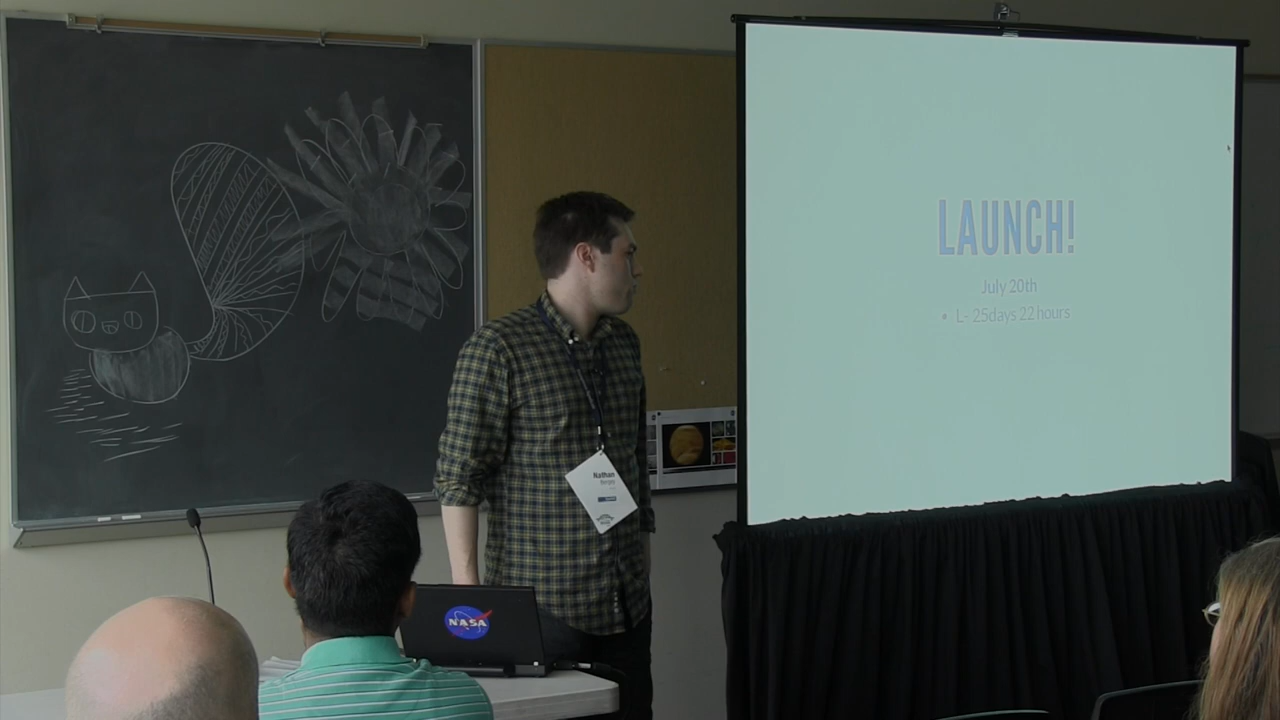 LAUNCH!
July 20th
• L- 25days 22 hours
Nathan
NASA